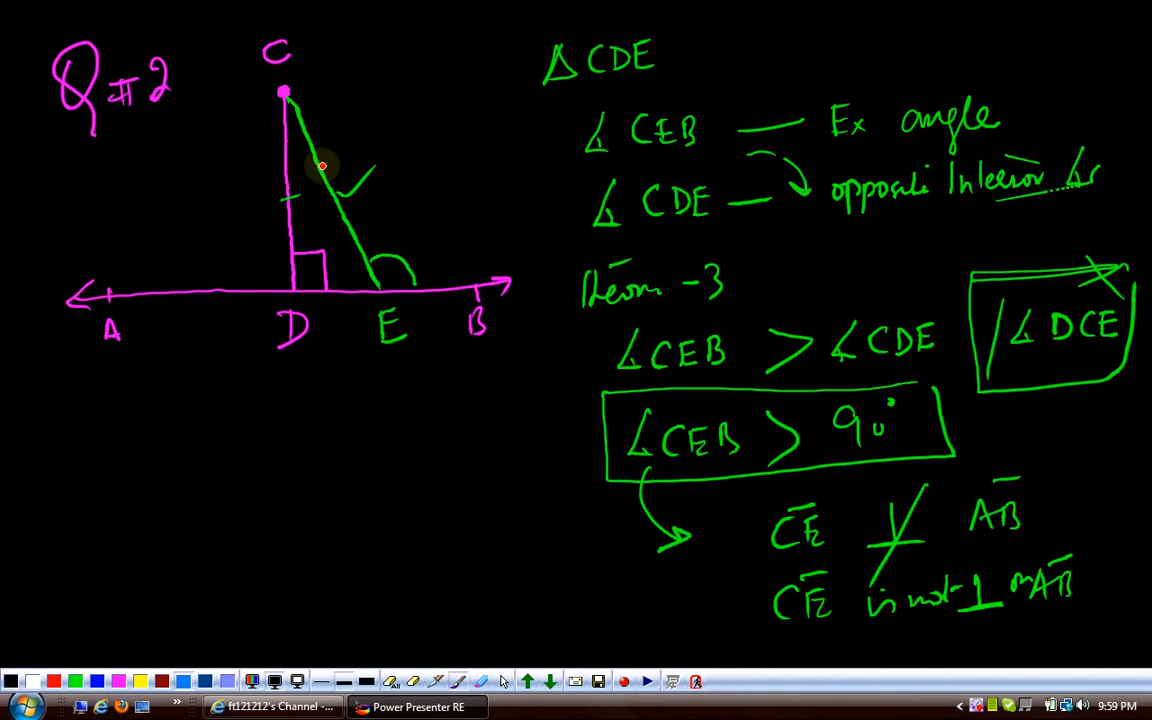 Q # 2
C
A D E B
Δ CDE
∡ CEB — Ex angle
∡ CDE — opposite Interior ∡s
theorem - 3
∡CEB > ∡CDE
∡ DCE
∡CEB > 90°
CE ⊥̸ AB
CE is not ⊥ on AB
All
ft121212's Channel - ...
Power Presenter RE
9:59 PM